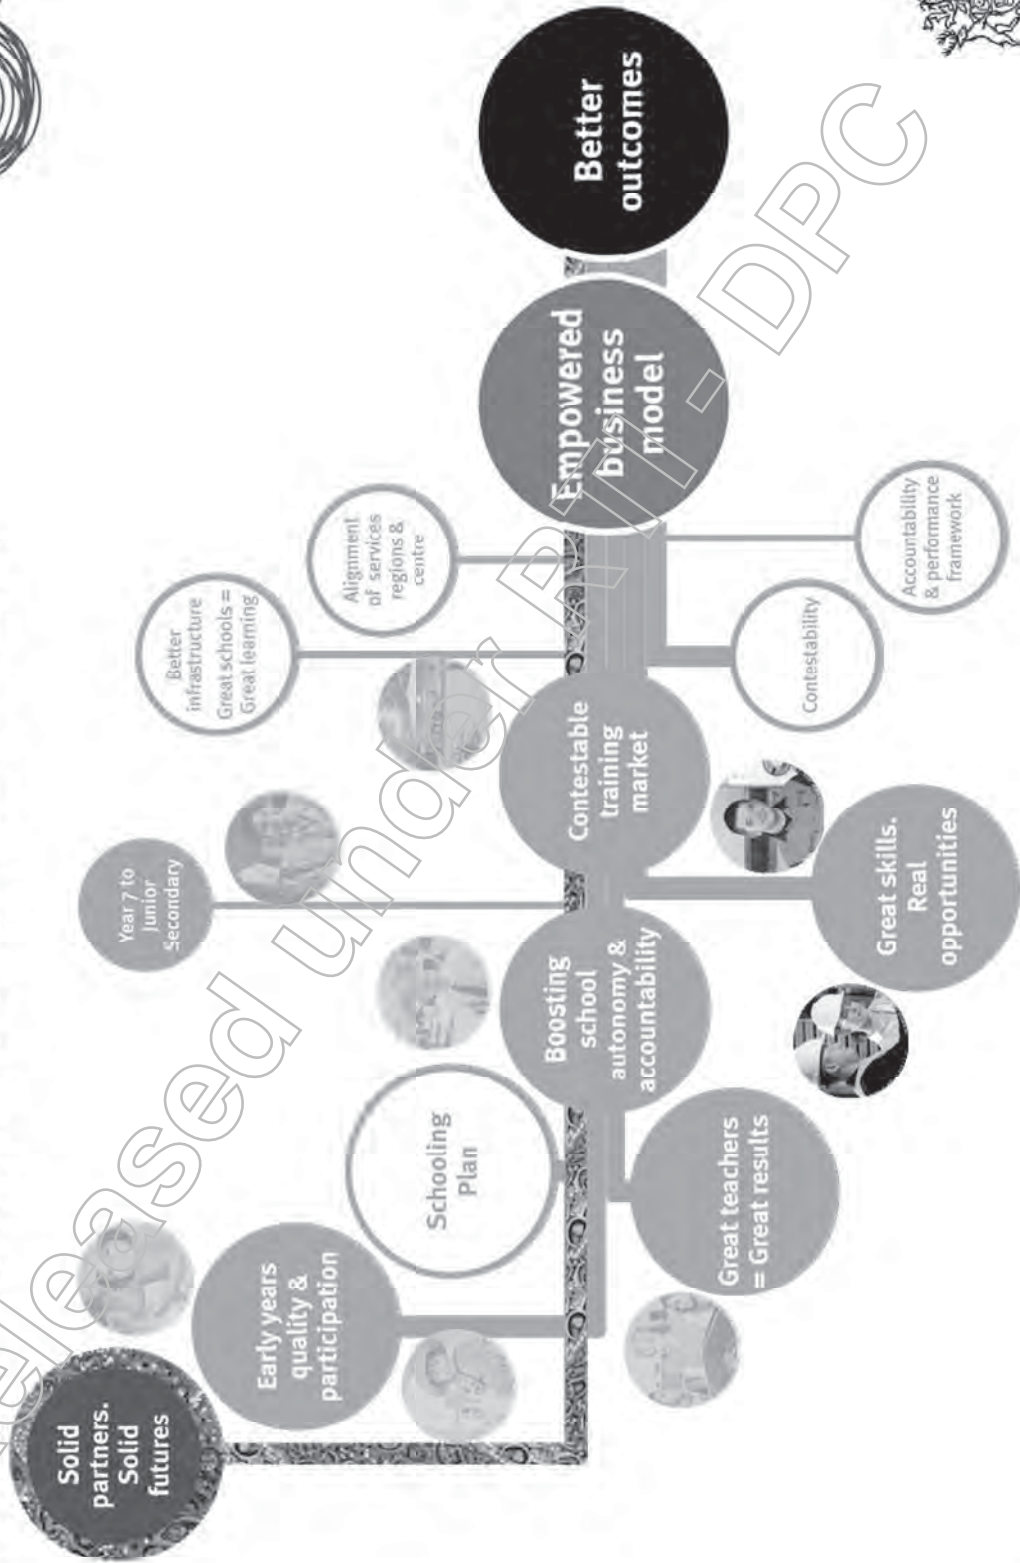 Solid
partners.
Solid
futures
Early years
quality &
participation
Schooling
Plan
Great teachers
= Great results
Year 7 to
Junior
Secondary
Boosting
school
autonomy &
accountability
Great skills.
Real
opportunities
Contestable
training
market
Better
infrastructure
Great schools =
Great learning
Alignment
of services
regions &
centre
Contestability
Accountability
& performance
framework
Empowered
business
model
Better
outcomes
Released under RTI - DPC